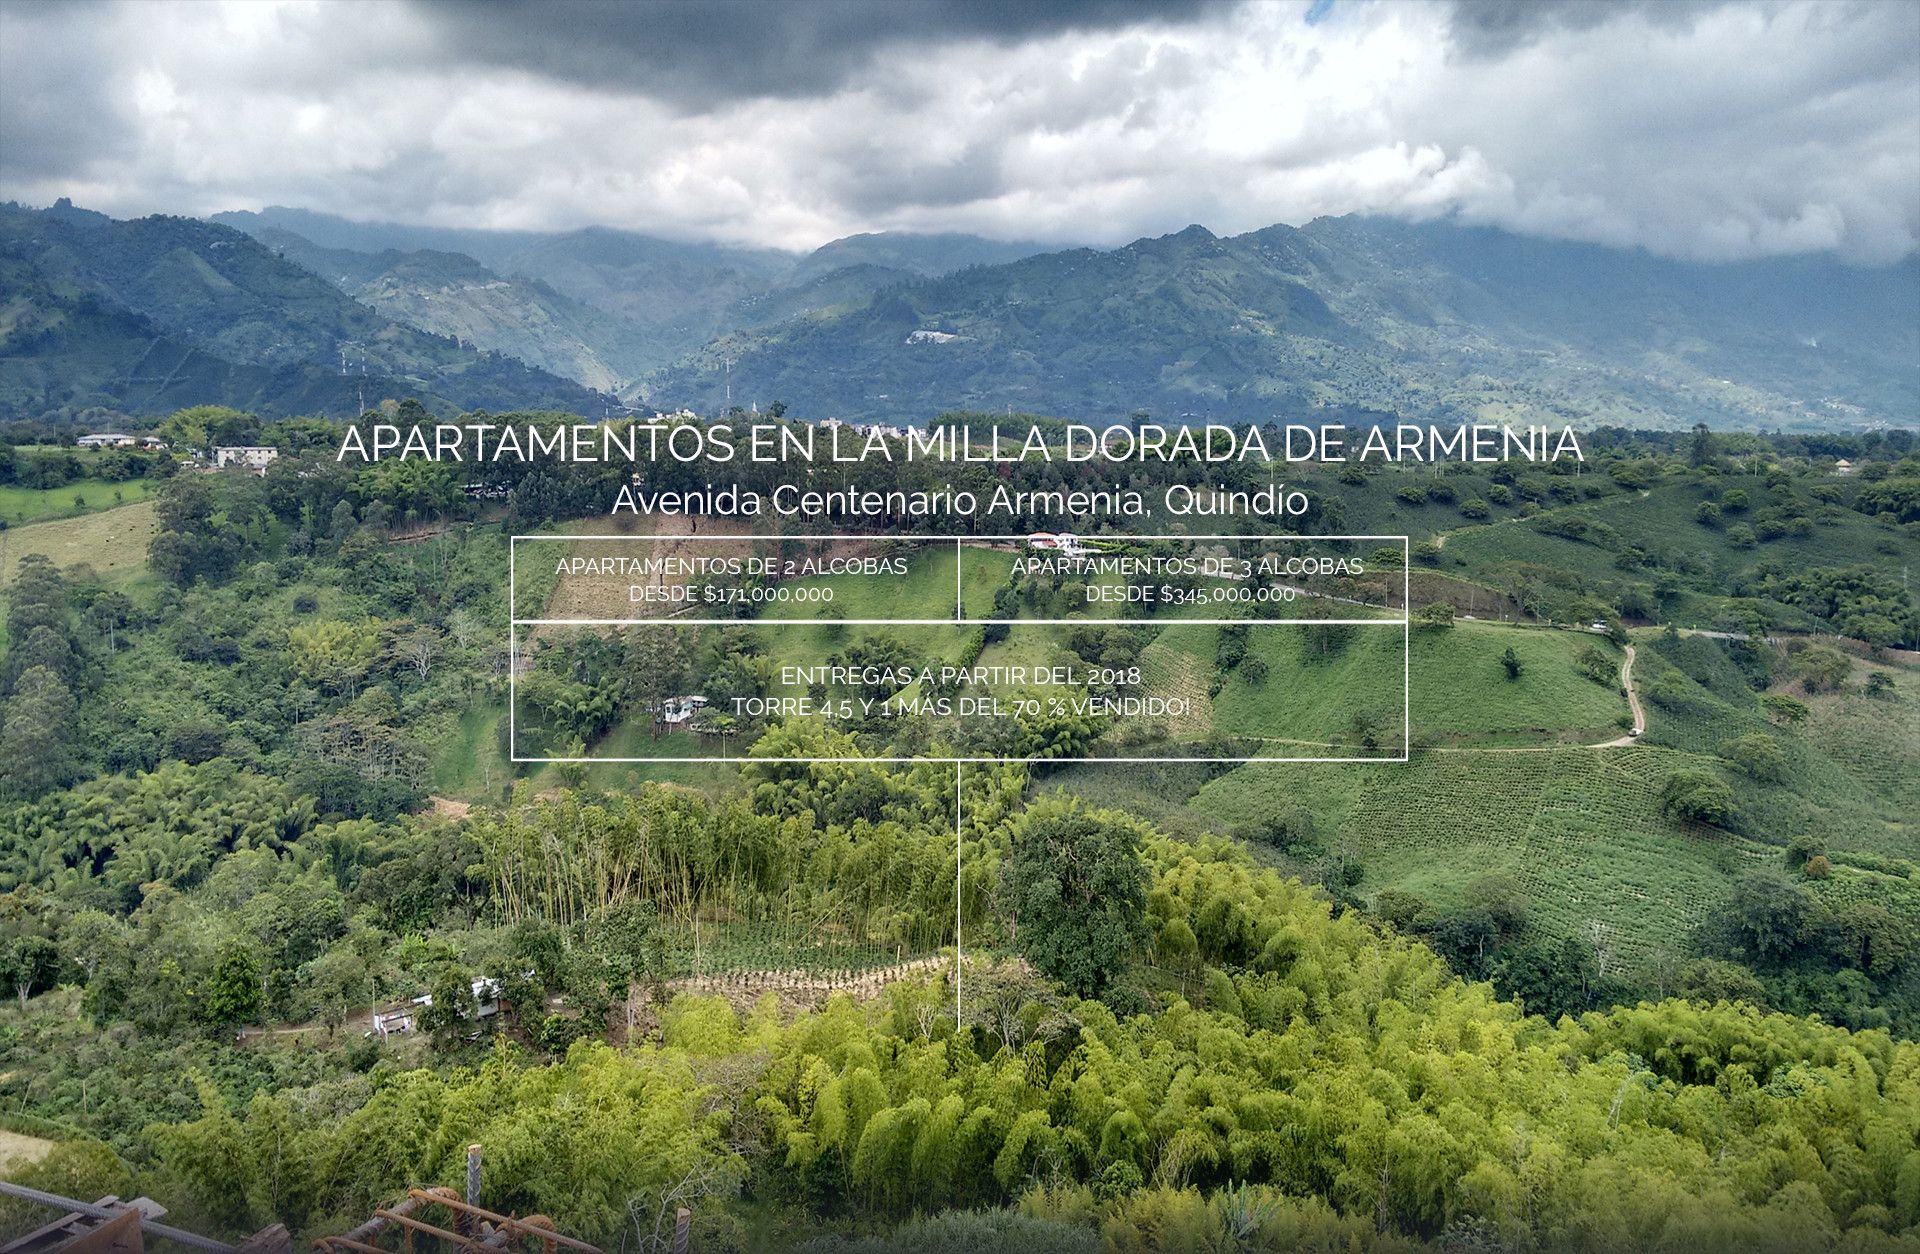 APARTAMENTOS EN LA MILLA DORADA DE ARMENIA
Avenida Centenario Armenia, Quindío
APARTAMENTOS DE 2 ALCOBAS
DESDE $171,000,000
APARTAMENTOS DE 3 ALCOBAS
DESDE $345,000,000
ENTREGAS A PARTIR DEL 2018
TORRE 4,5 Y 1 MÁS DEL 70 % VENDIDO!